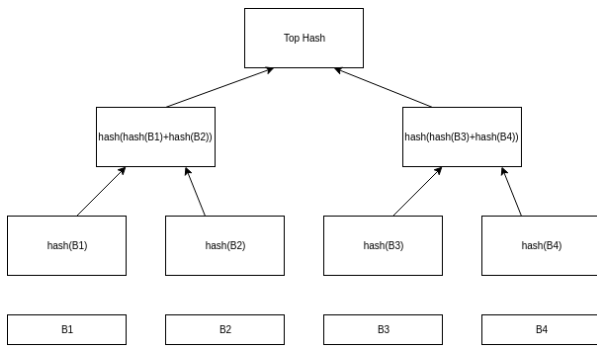 Top Hash
hash(hash(B1)+hash(B2))
hash(hash(B3)+hash(B4))
hash(B1)
hash(B2)
hash(B3)
hash(B4)
B1
B2
B3
B4